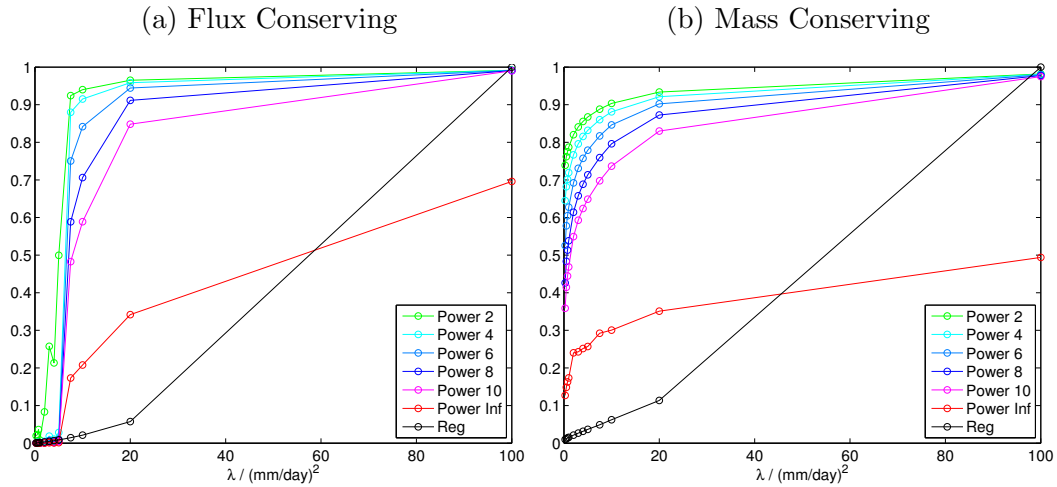 (a) Flux Conserving
1
0.9
0.8
0.7
0.6
0.5
0.4
0.3
0.2
0.1
0
0 20 40 60 80 100
λ / (mm/day)²
Power 2
Power 4
Power 6
Power 8
Power 10
Power Inf
Reg
(b) Mass Conserving
1
0.9
0.8
0.7
0.6
0.5
0.4
0.3
0.2
0.1
0
0 20 40 60 80 100
λ / (mm/day)²
Power 2
Power 4
Power 6
Power 8
Power 10
Power Inf
Reg